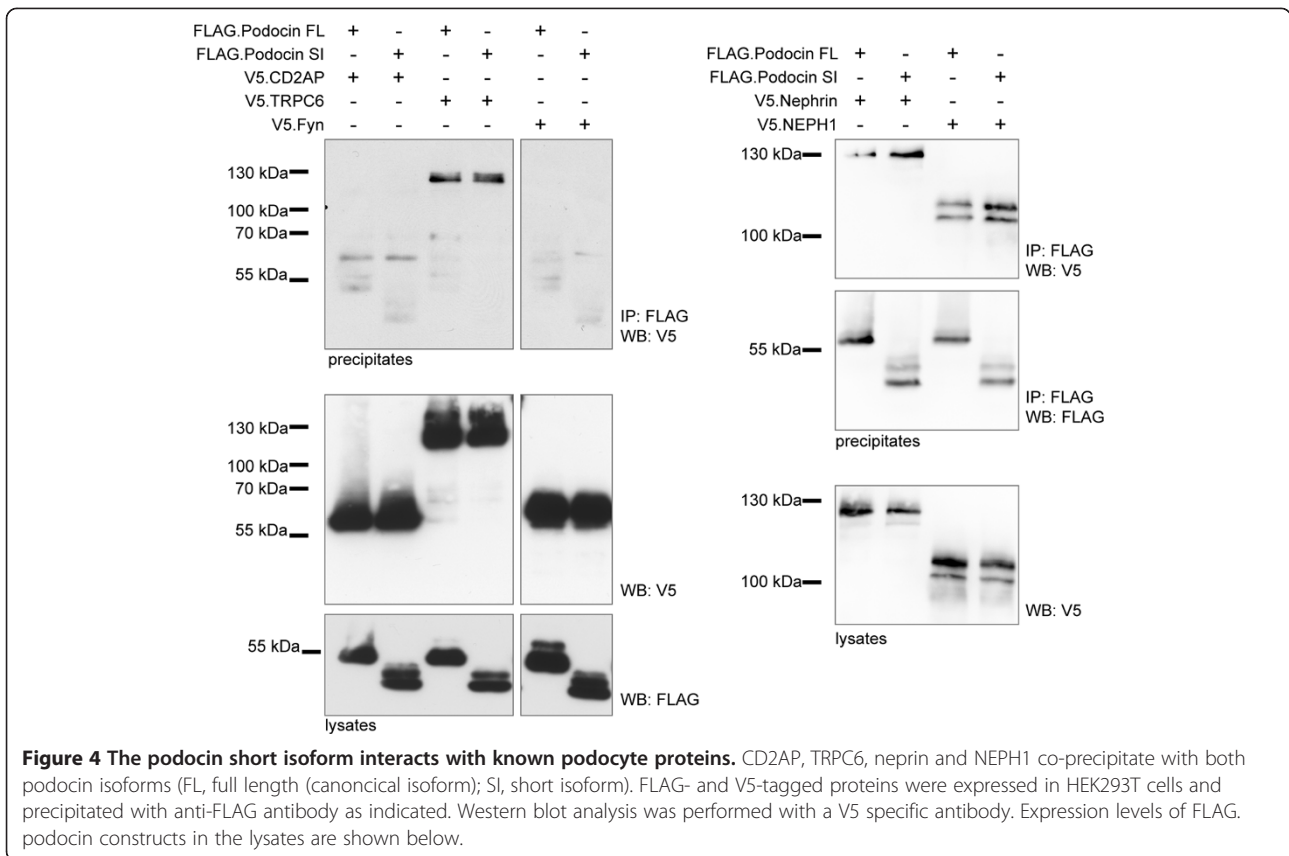 FLAG.Podocin FL + - + - + -
FLAG.Podocin SI - + - + - +
V5.CD2AP + + - - - -
V5.TRPC6 - - + + - -
V5.Fyn - - - - + +
130 kDa
100 kDa
70 kDa
55 kDa
IP: FLAG
WB: V5
precipitates
130 kDa
100 kDa
70 kDa
55 kDa
WB: V5
55 kDa
WB: FLAG
lysates
FLAG.Podocin FL + - + -
FLAG.Podocin SI - + - +
V5.Nephrin + + - -
V5.NEPH1 - - + +
130 kDa
100 kDa
IP: FLAG
WB: V5
55 kDa
IP: FLAG
WB: FLAG
precipitates
130 kDa
100 kDa
WB: V5
lysates
Figure 4 The podocin short isoform interacts with known podocyte proteins. CD2AP, TRPC6, neprin and NEPH1 co-precipitate with both
podocin isoforms (FL, full length (canoncical isoform); SI, short isoform). FLAG- and V5-tagged proteins were expressed in HEK293T cells and
precipitated with anti-FLAG antibody as indicated. Western blot analysis was performed with a V5 specific antibody. Expression levels of FLAG.
podocin constructs in the lysates are shown below.